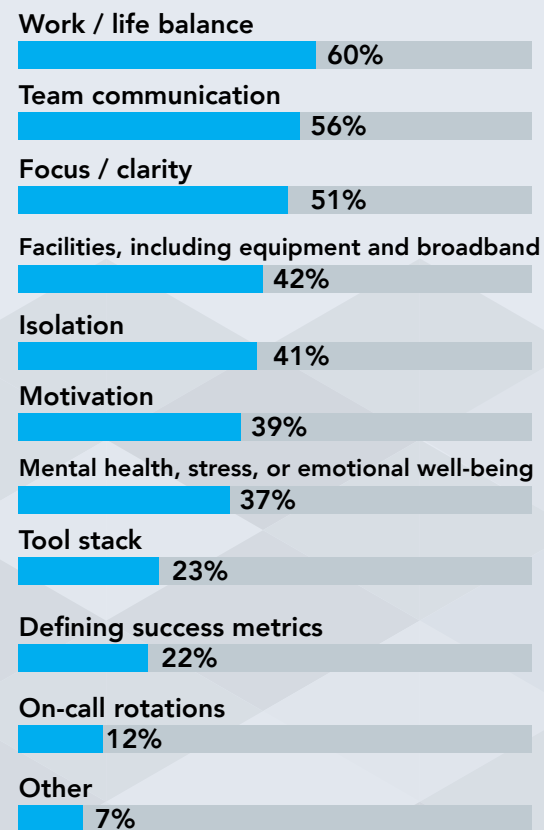 Work / life balance
60%
Team communication
56%
Focus / clarity
51%
Facilities, including equipment and broadband
42%
Isolation
41%
Motivation
39%
Mental health, stress, or emotional well-being
37%
Tool stack
23%
Defining success metrics
22%
On-call rotations
12%
Other
7%